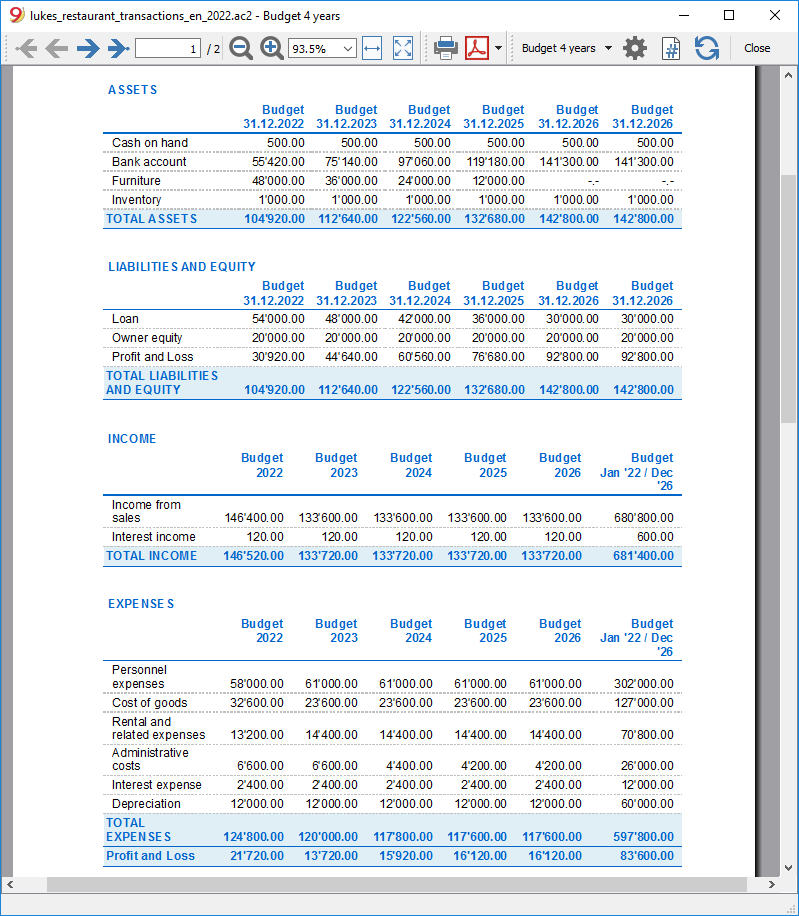 lukes_restaurant_transactions_en_2022.ac2 - Budget 4 years
1 / 2 93.5% Budget 4 years Close
ASSETS
Budget Budget Budget Budget Budget Budget
31.12.2022 31.12.2023 31.12.2024 31.12.2025 31.12.2026 31.12.2026
Cash on hand 500.00 500.00 500.00 500.00 500.00 500.00
Bank account 55'420.00 75'140.00 97'060.00 119'180.00 141'300.00 141'300.00
Furniture 48'000.00 36'000.00 24'000.00 12'000.00 -.- -.-
Inventory 1'000.00 1'000.00 1'000.00 1'000.00 1'000.00 1'000.00
TOTAL ASSETS 104'920.00 112'640.00 122'560.00 132'680.00 142'800.00 142'800.00
LIABILITIES AND EQUITY
Budget Budget Budget Budget Budget Budget
31.12.2022 31.12.2023 31.12.2024 31.12.2025 31.12.2026 31.12.2026
Loan 54'000.00 48'000.00 42'000.00 36'000.00 30'000.00 30'000.00
Owner equity 20'000.00 20'000.00 20'000.00 20'000.00 20'000.00 20'000.00
Profit and Loss 30'920.00 44'640.00 60'560.00 76'680.00 92'800.00 92'800.00
TOTAL LIABILITIES
AND EQUITY 104'920.00 112'640.00 122'560.00 132'680.00 142'800.00 142'800.00
INCOME
Budget Budget Budget Budget Budget Budget
2022 2023 2024 2025 2026 Jan '22 / Dec
'26
Income from
sales 146'400.00 133'600.00 133'600.00 133'600.00 133'600.00 680'800.00
Interest income 120.00 120.00 120.00 120.00 120.00 600.00
TOTAL INCOME 146'520.00 133'720.00 133'720.00 133'720.00 133'720.00 681'400.00
EXPENSES
Budget Budget Budget Budget Budget Budget
2022 2023 2024 2025 2026 Jan '22 / Dec
'26
Personnel
expenses 58'000.00 61'000.00 61'000.00 61'000.00 61'000.00 302'000.00
Cost of goods 32'600.00 23'600.00 23'600.00 23'600.00 23'600.00 127'000.00
Rental and
related expenses 13'200.00 14'400.00 14'400.00 14'400.00 14'400.00 70'800.00
Administrative
costs 6'600.00 6'600.00 4'400.00 4'200.00 4'200.00 26'000.00
Interest expense 2'400.00 2'400.00 2'400.00 2'400.00 2'400.00 12'000.00
Depreciation 12'000.00 12'000.00 12'000.00 12'000.00 12'000.00 60'000.00
TOTAL
EXPENSES 124'800.00 120'000.00 117'800.00 117'600.00 117'600.00 597'800.00
Profit and Loss 21'720.00 13'720.00 15'920.00 16'120.00 16'120.00 83'600.00